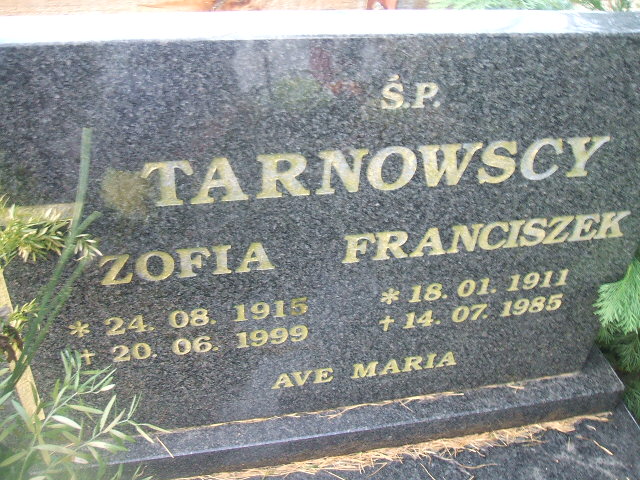 Ś.P.
TARNOWSCY
ZOFIA
* 24. 08. 1915
+ 20. 06. 1999
FRANCISZEK
* 18. 01. 1911
+ 14. 07. 1985
AVE MARIA